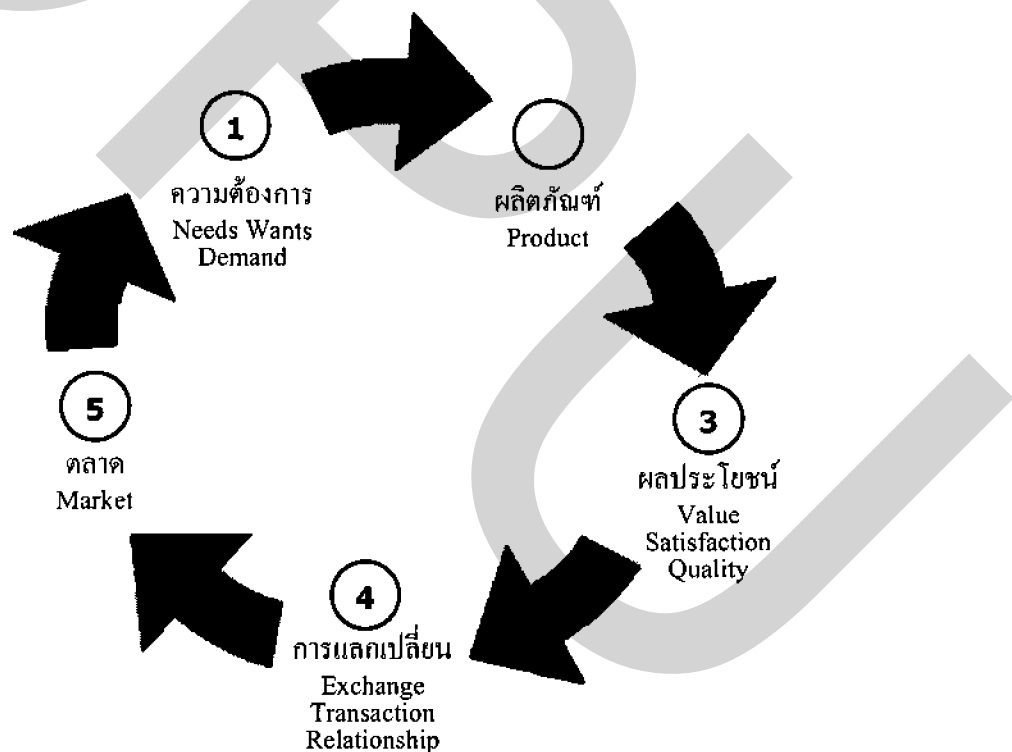 1
ความต้องการ
Needs Wants
Demand
ผลิตภัณฑ์
Product
3
ผลประโยชน์
Value
Satisfaction
Quality
4
การแลกเปลี่ยน
Exchange
Transaction
Relationship
5
ตลาด
Market